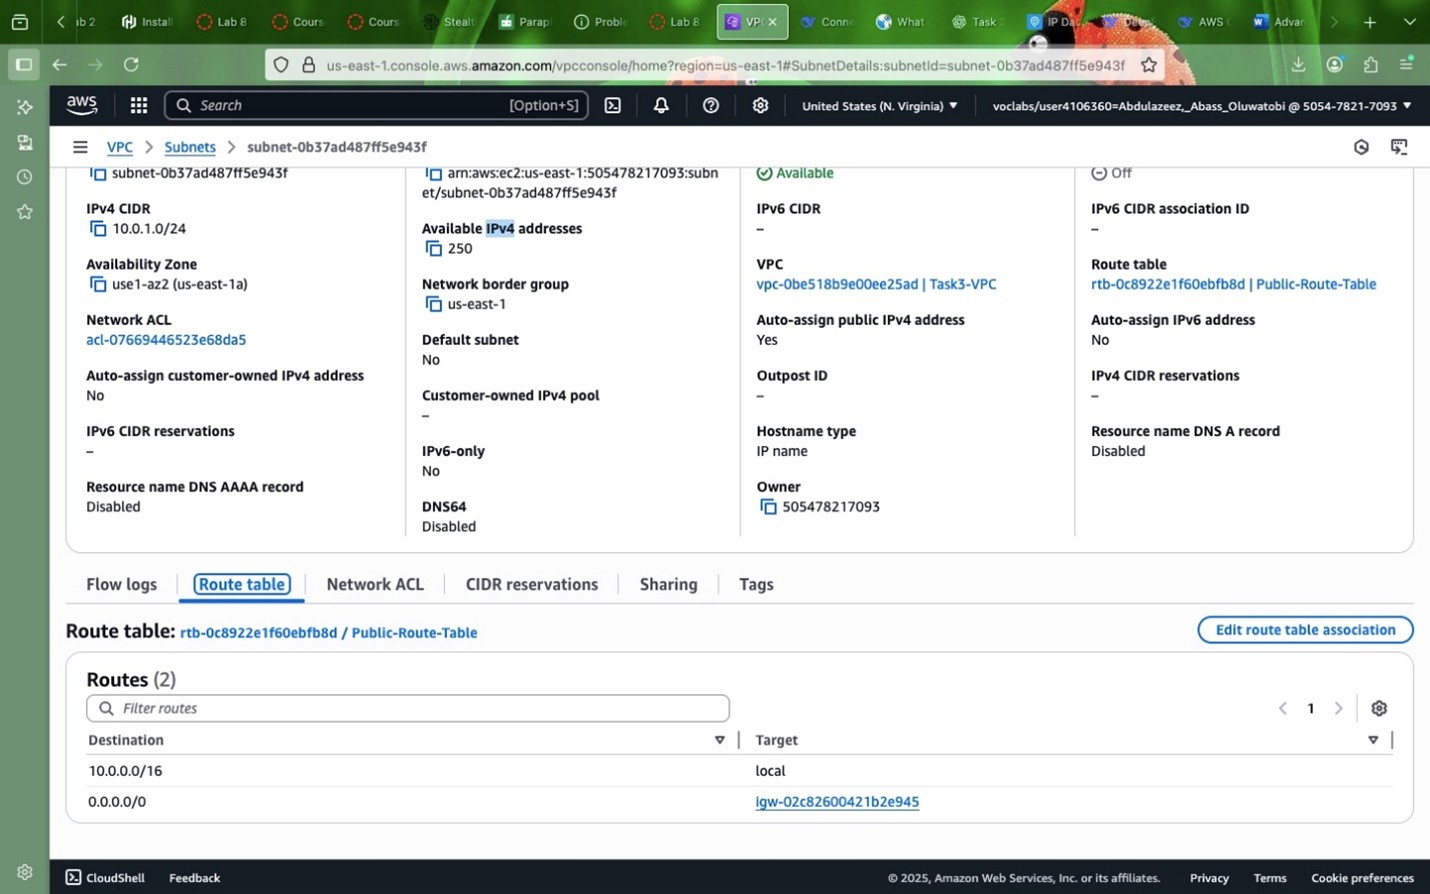 ab 2
Install
Lab 8
Cours
Cours
Stealt
Parap
Proble
Lab 8
VPC
Conne
What
Task
IP Da
AWS
Advar
us-east-1.console.aws.amazon.com/vpcconsole/home?region=us-east-1#SubnetDetails:subnetId=subnet-0b37ad487ff5e943f
aws
Search
[Option+S]
United States (N. Virginia)
voclabs/user4106360=Abdulazeez,_Abass_Oluwatobi @ 5054-7821-7093
VPC
Subnets
subnet-0b37ad487ff5e943f
subnet-0b37ad487ff5e943f
IPv4 CIDR
10.0.1.0/24
Availability Zone
use1-az2 (us-east-1a)
Network ACL
acl-07669446523e68da5
Auto-assign customer-owned IPv4 address
No
IPv6 CIDR reservations
–
Resource name DNS AAAA record
Disabled
arn:aws:ec2:us-east-1:505478217093:subn
et/subnet-0b37ad487ff5e943f
Available IPv4 addresses
250
Network border group
us-east-1
Default subnet
No
Customer-owned IPv4 pool
–
IPv6-only
No
DNS64
Disabled
Available
IPv6 CIDR
–
VPC
vpc-0be518b9e00ee25ad | Task3-VPC
Auto-assign public IPv4 address
Yes
Outpost ID
–
Hostname type
IP name
Owner
505478217093
Off
IPv6 CIDR association ID
–
Route table
rtb-0c8922e1f60ebfb8d | Public-Route-Table
Auto-assign IPv6 address
No
IPv4 CIDR reservations
–
Resource name DNS A record
Disabled
Flow logs
Route table
Network ACL
CIDR reservations
Sharing
Tags
Route table: rtb-0c8922e1f60ebfb8d / Public-Route-Table
Edit route table association
Routes (2)
Filter routes
1
Destination
Target
10.0.0.0/16
local
0.0.0.0/0
igw-02c82600421b2e945
CloudShell
Feedback
© 2025, Amazon Web Services, Inc. or its affiliates.
Privacy
Terms
Cookie preferences